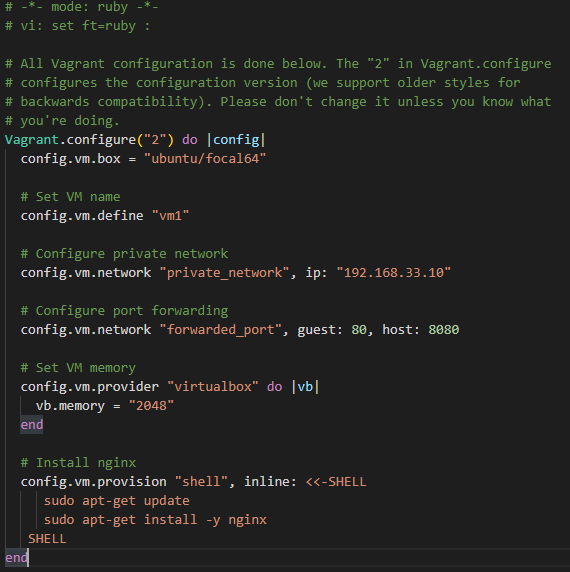 # -*- mode: ruby -*-
# vi: set ft=ruby :

# All Vagrant configuration is done below. The "2" in Vagrant.configure
# configures the configuration version (we support older styles for
# backwards compatibility). Please don't change it unless you know what
# you're doing.
Vagrant.configure("2") do |config|
  config.vm.box = "ubuntu/focal64"

  # Set VM name
  config.vm.define "vm1"

  # Configure private network
  config.vm.network "private_network", ip: "192.168.33.10"

  # Configure port forwarding
  config.vm.network "forwarded_port", guest: 80, host: 8080

  # Set VM memory
  config.vm.provider "virtualbox" do |vb|
    vb.memory = "2048"
  end

  # Install nginx
  config.vm.provision "shell", inline: <<-SHELL
     sudo apt-get update
     sudo apt-get install -y nginx
   SHELL
end